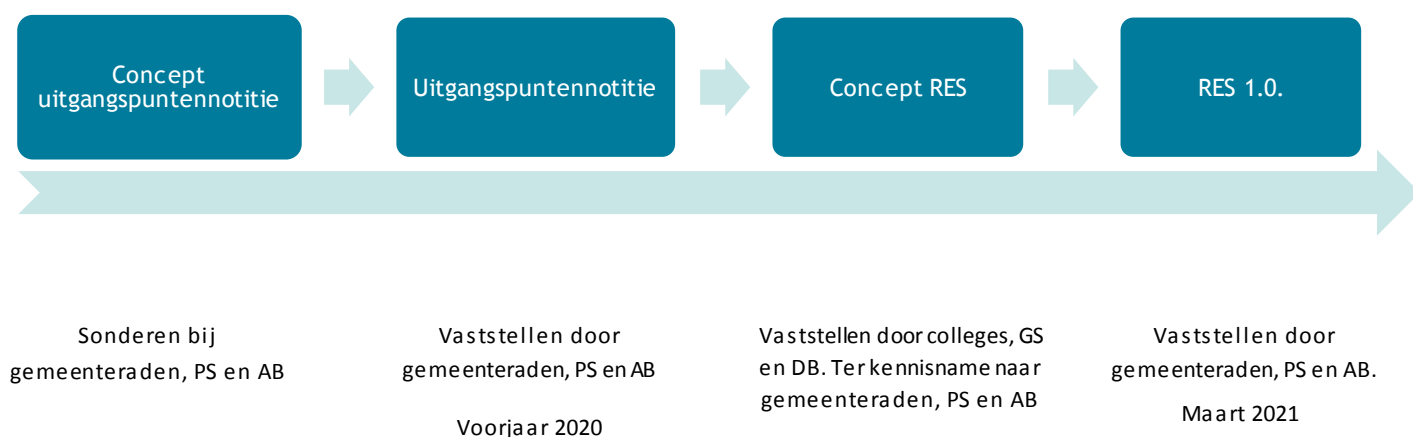 Concept
uitgangspuntennotitie
Uitgangspuntennotitie
Concept RES
RES 1.0.
Sonderen bij
gemeenteraden, PS en AB
Vaststellen door
gemeenteraden, PS en AB
Voorjaar 2020
Vaststellen door colleges, GS
en DB. Ter kennisname naar
gemeenteraden, PS en AB
Vaststellen door
gemeenteraden, PS en AB.
Maart 2021